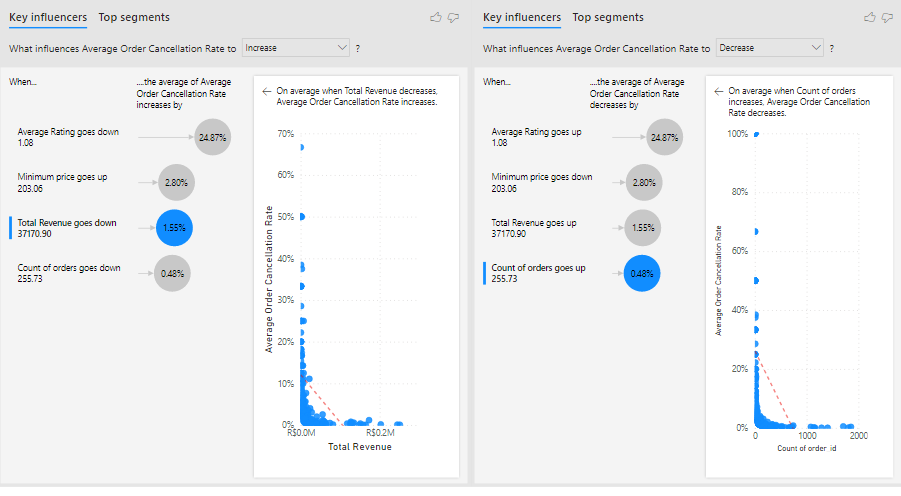 Key influencers Top segments
What influences Average Order Cancellation Rate to Increase ?
When...
....the average of Average
Order Cancellation Rate
increases by
Average Rating goes down
1.08
24.87%
Minimum price goes up
203.06
2.80%
Total Revenue goes down
37170.90
1.55%
Count of orders goes down
255.73
0.48%
On average when Total Revenue decreases,
Average Order Cancellation Rate increases.
Average Order Cancellation Rate
70%
60%
50%
40%
30%
20%
10%
0%
R$0.0M R$0.2M
Total Revenue
Key influencers Top segments
What influences Average Order Cancellation Rate to Decrease ?
When...
....the average of Average
Order Cancellation Rate
decreases by
Average Rating goes up
1.08
24.87%
Minimum price goes down
203.06
2.80%
Total Revenue goes up
37170.90
1.55%
Count of orders goes up
255.73
0.48%
On average when Count of orders
increases, Average Order Cancellation
Rate decreases.
Average Order Cancellation Rate
100%
80%
60%
40%
20%
0%
0 1000 2000
Count of order_id